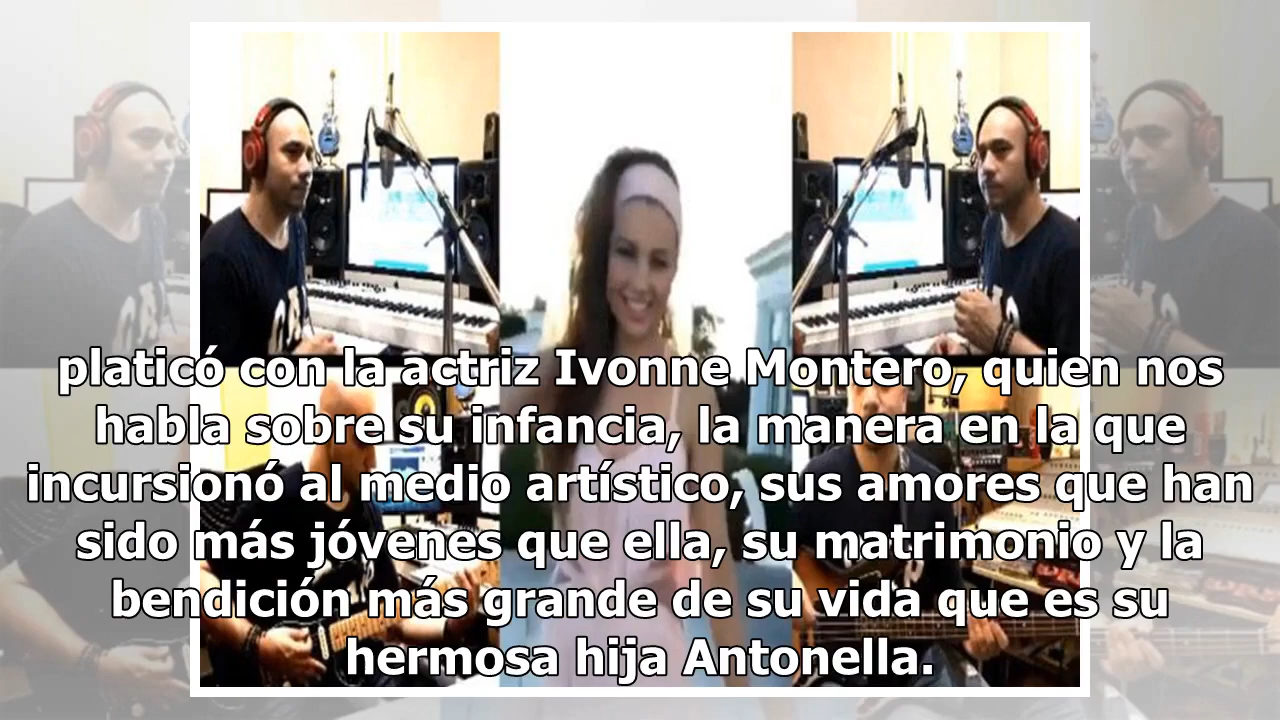 platicó con la actriz Ivonne Montero, quien nos
habla sobre su infancia, la manera en la que
incursionó al medio artístico, sus amores que han
sido más jóvenes que ella, su matrimonio y la
bendición más grande de su vida que es su
hermosa hija Antonella.